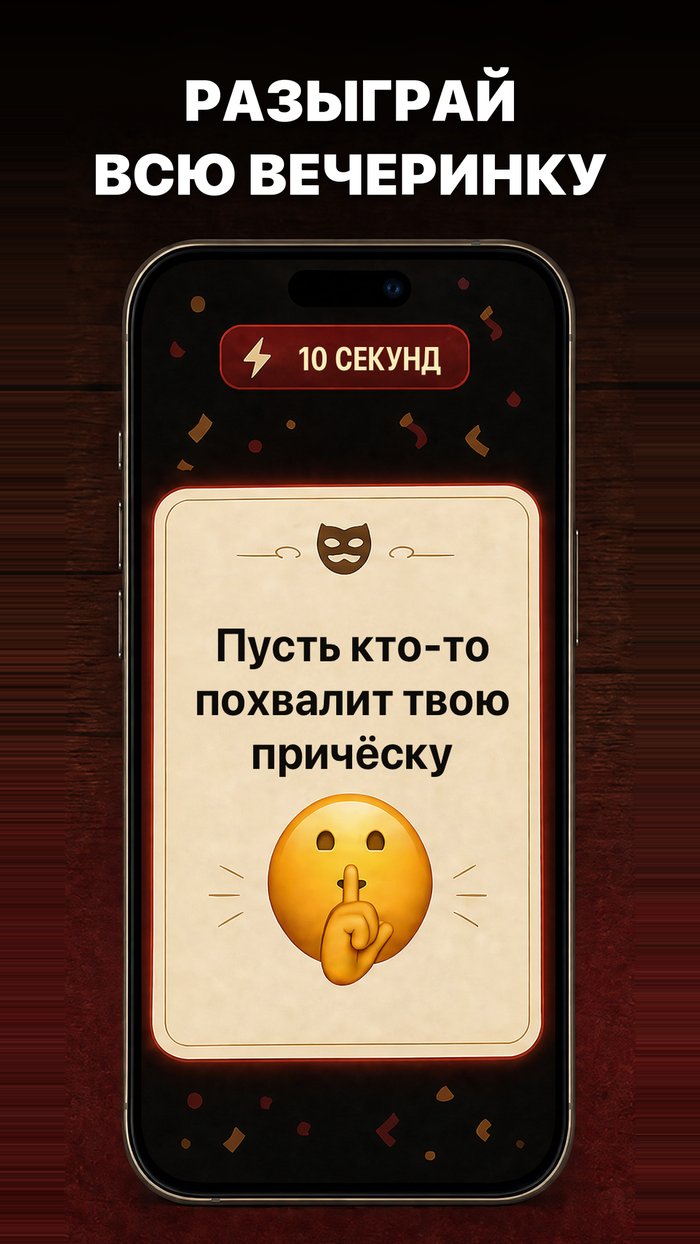 РАЗЫГРАЙ
ВСЮ ВЕЧЕРИНКУ
10 СЕКУНД
Пусть кто-то
похвалит твою
причёску